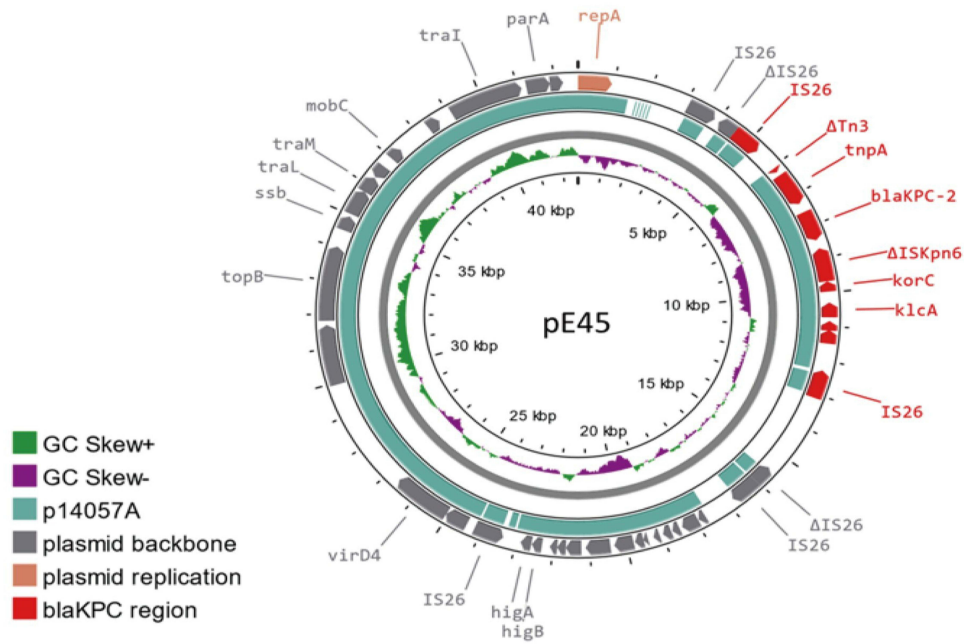 repA
parA
traI
mobC
traM
traL
ssb
topB
virD4
IS26
higA
higB
IS26
ΔIS26
IS26
ΔIS26
IS26
ΔTn3
tnpA
blaKPC-2
ΔISKpn6
korC
klcA
IS26
5 kbp
10 kbp
15 kbp
20 kbp
25 kbp
30 kbp
35 kbp
40 kbp
pE45
GC Skew+
GC Skew-
p14057A
plasmid backbone
plasmid replication
blaKPC region